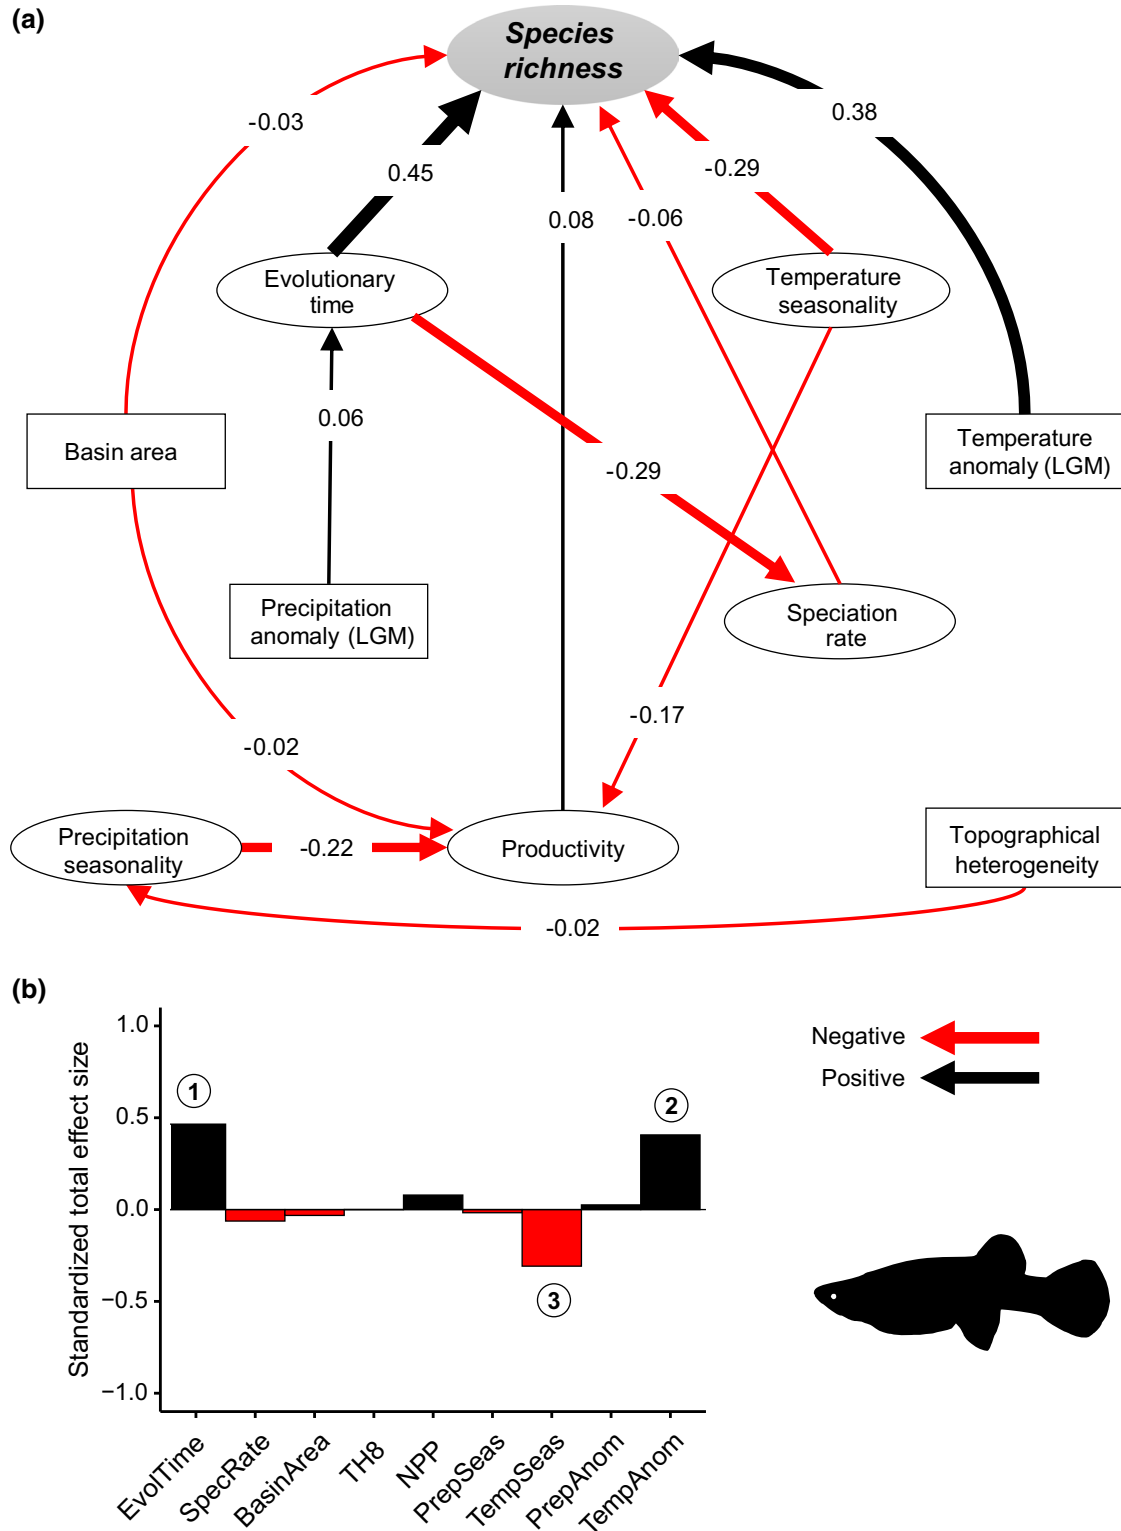 (a)
Species
richness
-0.03
0.38
0.45
-0.29
0.08
-0.06
Evolutionary
time
Temperature
seasonality
0.06
Basin area
Temperature
anomaly (LGM)
-0.29
Precipitation
anomaly (LGM)
Speciation
rate
-0.17
-0.02
Precipitation
seasonality
-0.22
Productivity
Topographical
heterogeneity
-0.02
(b)
Standardized total effect size
1.0
0.5
0.0
−0.5
−1.0
1
2
3
Negative
Positive
EvolTime
SpecRate
BasinArea
TH8
NPP
PrepSeas
TempSeas
PrepAnom
TempAnom